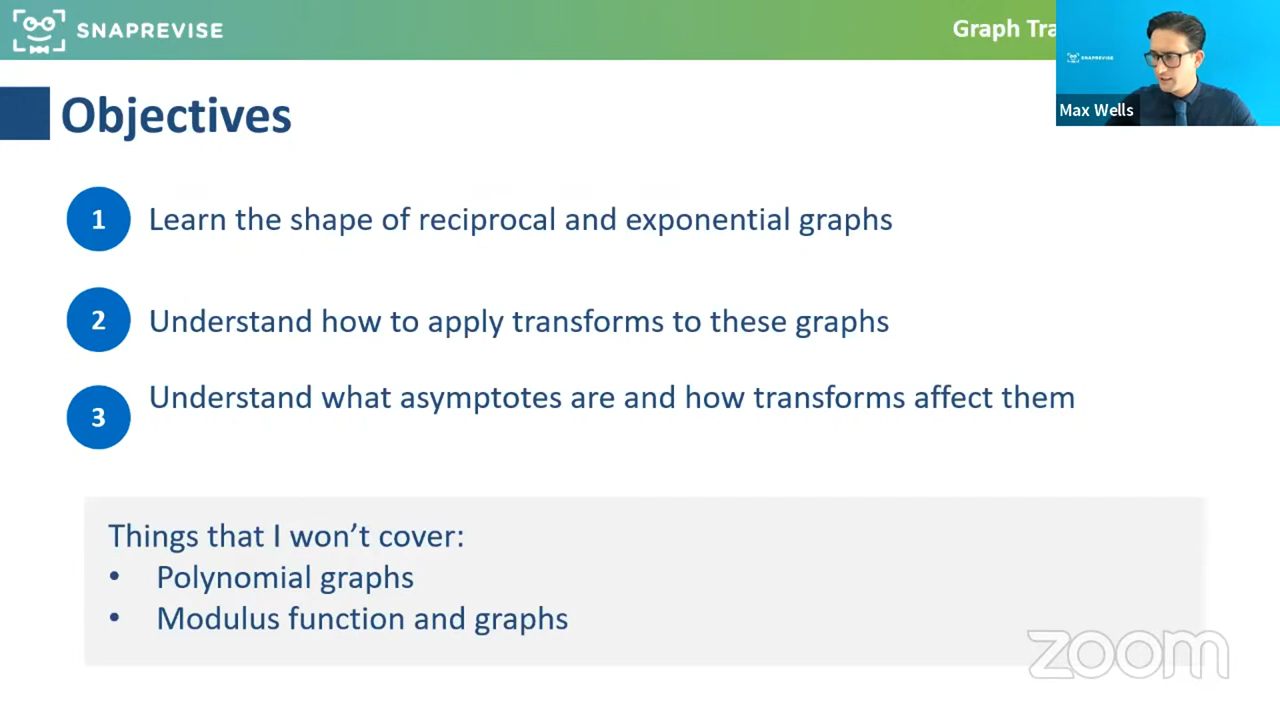 SNAPREVISE
Graph Tra
SNAPREVISE
Max Wells
Objectives
1 Learn the shape of reciprocal and exponential graphs
2 Understand how to apply transforms to these graphs
3 Understand what asymptotes are and how transforms affect them
Things that I won’t cover:
• Polynomial graphs
• Modulus function and graphs
zoom